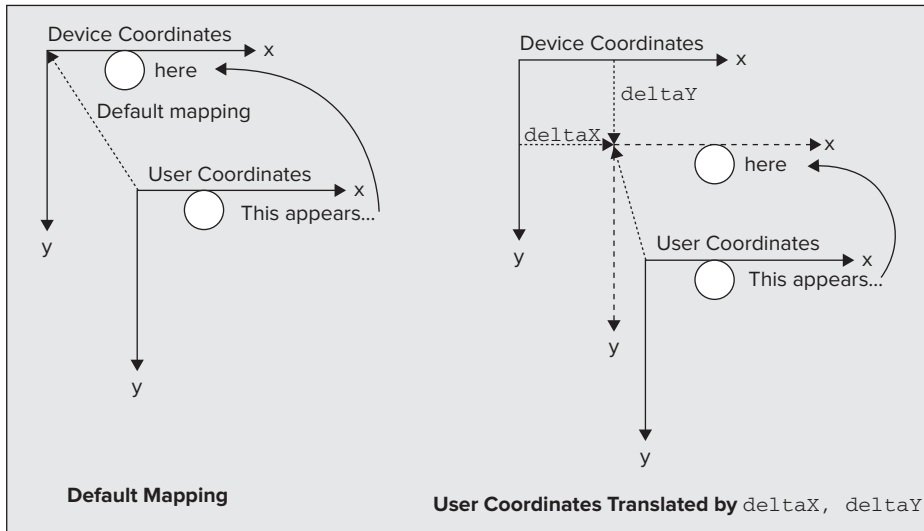 Device Coordinates
x
here
Default mapping
User Coordinates
x
This appears...
y
y
Default Mapping
Device Coordinates
x
deltaY
deltaX
x
here
User Coordinates
x
This appears...
y
y
y
User Coordinates Translated by deltaX, deltaY